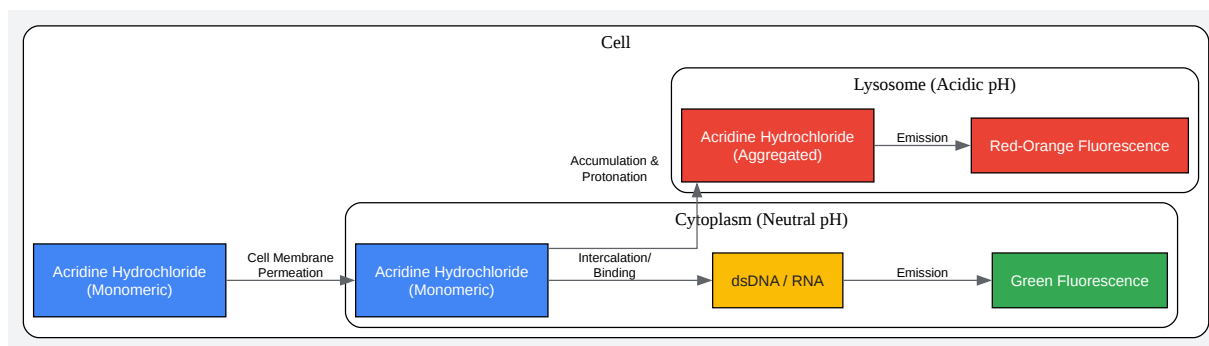 Cell
Lysosome (Acidic pH)
Acridine Hydrochloride
(Aggregated)
Emission
Red-Orange Fluorescence
Accumulation &
Protonation
Cytoplasm (Neutral pH)
Acridine Hydrochloride
(Monomeric)
Cell Membrane
Permeation
Acridine Hydrochloride
(Monomeric)
Intercalation/
Binding
dsDNA / RNA
Emission
Green Fluorescence